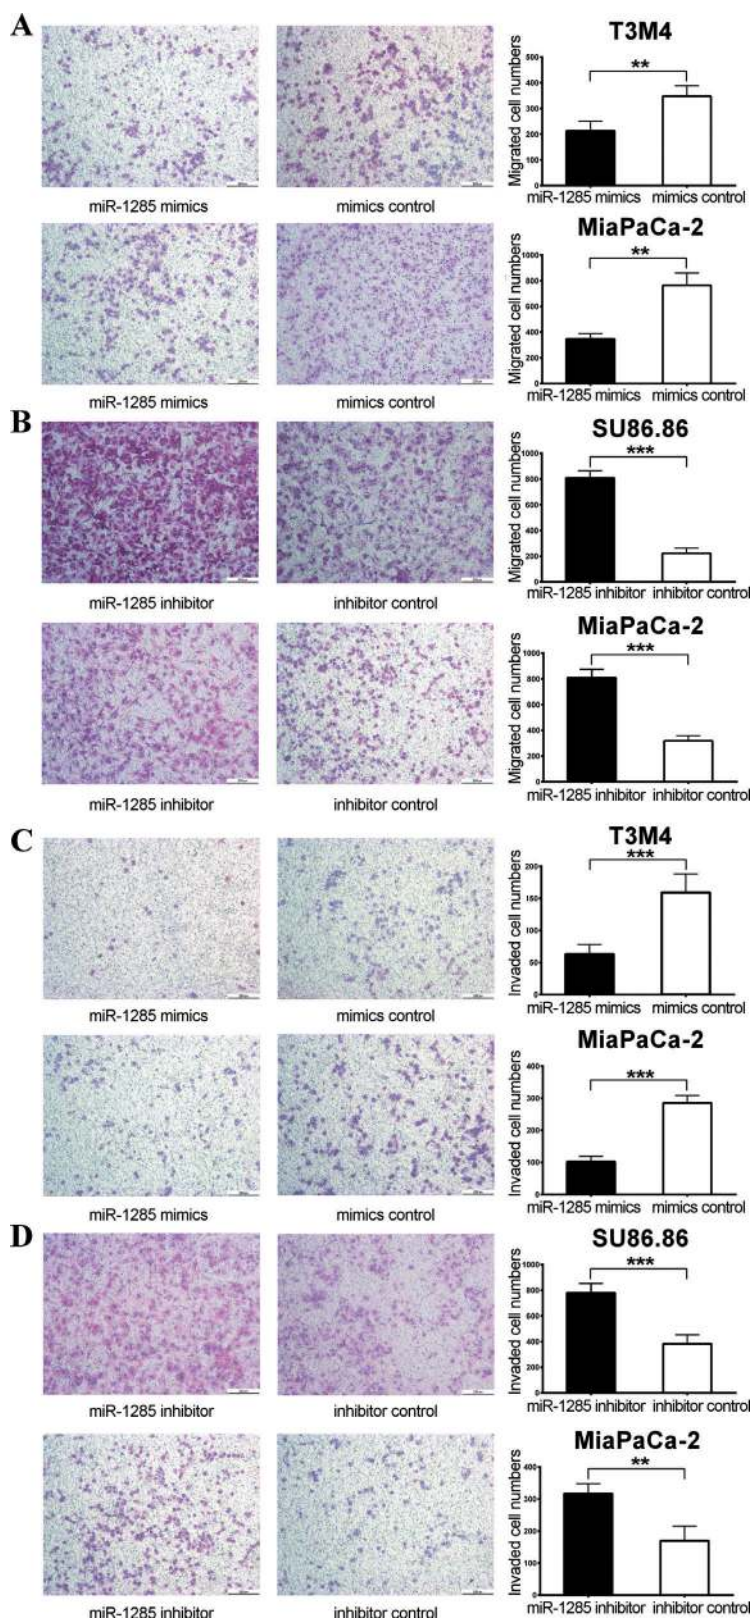 A
T3M4
**
Migrated cell numbers
500
400
300
200
100
0
miR-1285 mimics
mimics control
miR-1285 mimics mimics control
MiaPaCa-2
**
Migrated cell numbers
1000
800
600
400
200
0
miR-1285 mimics
mimics control
miR-1285 mimics mimics control
B
SU86.86
***
Migrated cell numbers
1000
800
600
400
200
0
miR-1285 inhibitor
inhibitor control
miR-1285 inhibitor inhibitor control
MiaPaCa-2
***
Migrated cell numbers
1000
800
600
400
200
0
miR-1285 inhibitor
inhibitor control
miR-1285 inhibitor inhibitor control
C
T3M4
***
Invaded cell numbers
200
150
100
50
0
miR-1285 mimics
mimics control
miR-1285 mimics mimics control
MiaPaCa-2
***
Invaded cell numbers
400
300
200
100
0
miR-1285 mimics
mimics control
miR-1285 mimics mimics control
D
SU86.86
***
Invaded cell numbers
1000
800
600
400
200
0
miR-1285 inhibitor
inhibitor control
miR-1285 inhibitor inhibitor control
MiaPaCa-2
**
Invaded cell numbers
400
300
200
100
0
miR-1285 inhibitor
inhibitor control
miR-1285 inhibitor inhibitor control